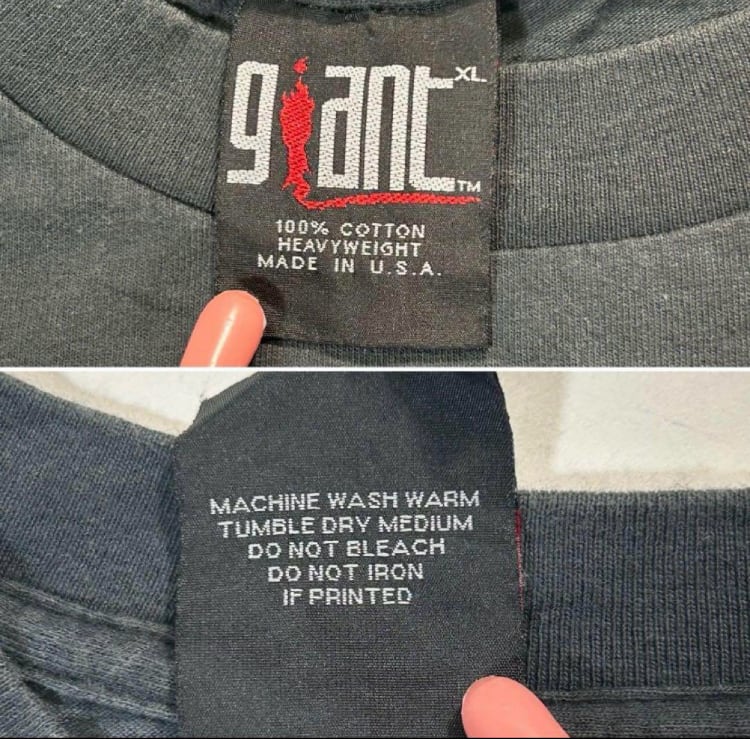 giant XL
TM
100% COTTON
HEAVYWEIGHT
MADE IN U.S.A.
MACHINE WASH WARM
TUMBLE DRY MEDIUM
DO NOT BLEACH
DO NOT IRON
IF PRINTED